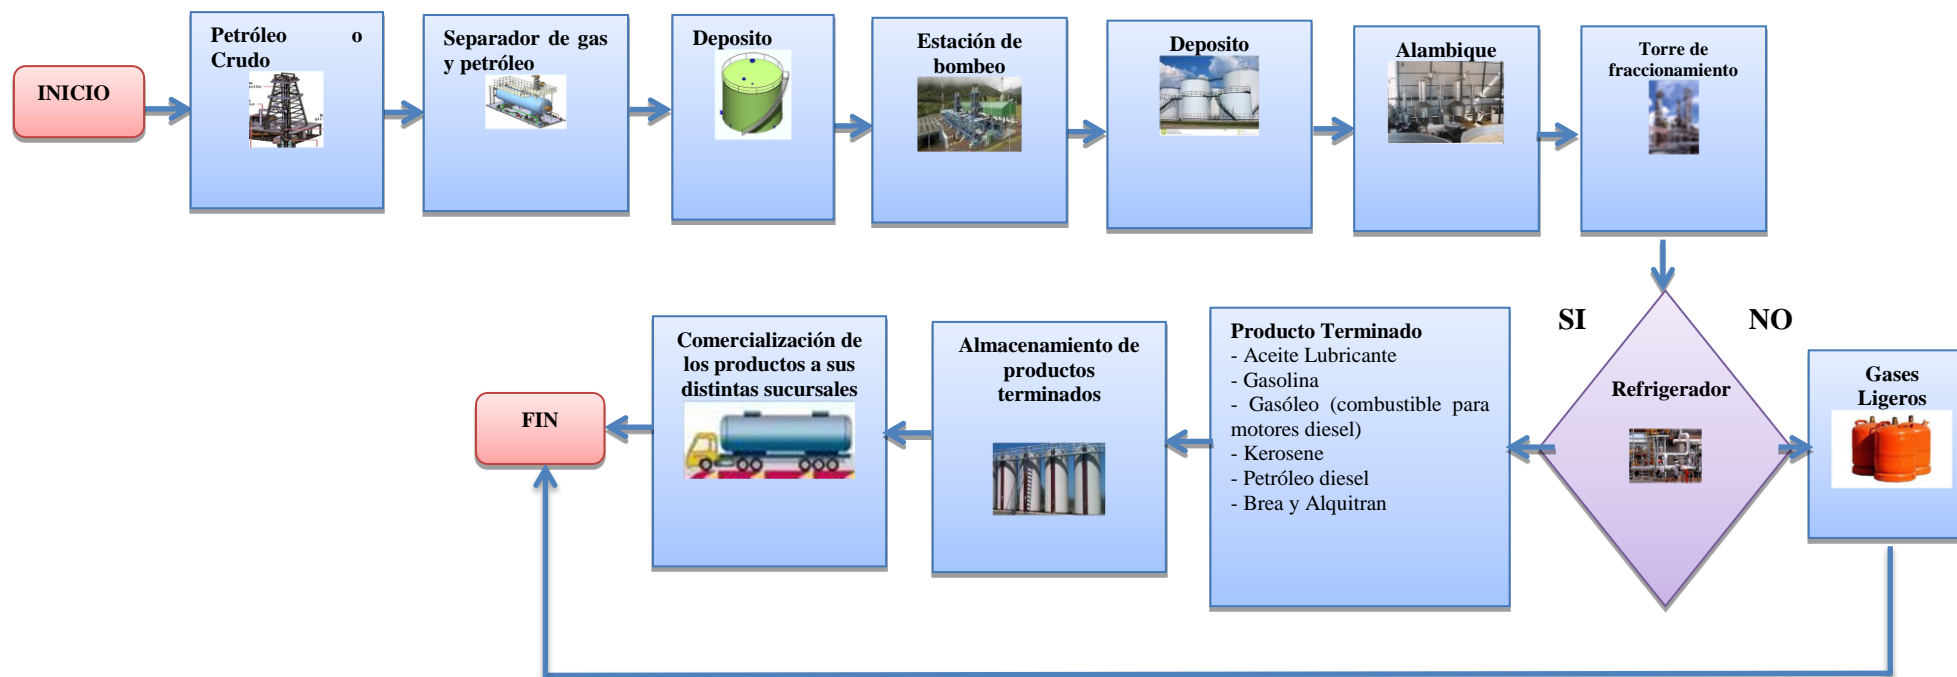 INICIO
Petróleo o
Crudo
Separador de gas
y petróleo
Deposito
Estación de
bombeo
Deposito
Alambique
Torre de
fraccionamiento
SI
NO
Refrigerador
Gases
Ligeros
Producto Terminado
- Aceite Lubricante
- Gasolina
- Gasóleo (combustible para
motores diesel)
- Kerosene
- Petróleo diesel
- Brea y Alquitran
Almacenamiento de
productos
terminados
Comercialización de
los productos a sus
distintas sucursales
FIN